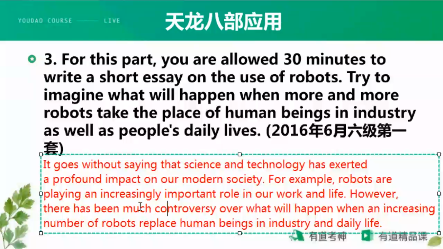 YOUDAO COURSE —— LIVE
天龙八部应用
3. For this part, you are allowed 30 minutes to
write a short essay on the use of robots. Try to
imagine what will happen when more and more
robots take the place of human beings in industry
as well as people's daily lives. (2016年6月六级第一
套)
It goes without saying that science and technology has exerted
a profound impact on our modern society. For example, robots are
playing an increasingly important role in our work and life. However,
there has been much controversy over what will happen when an increasing
number of robots replace human beings in industry and daily life.
有道考神 有道精品课